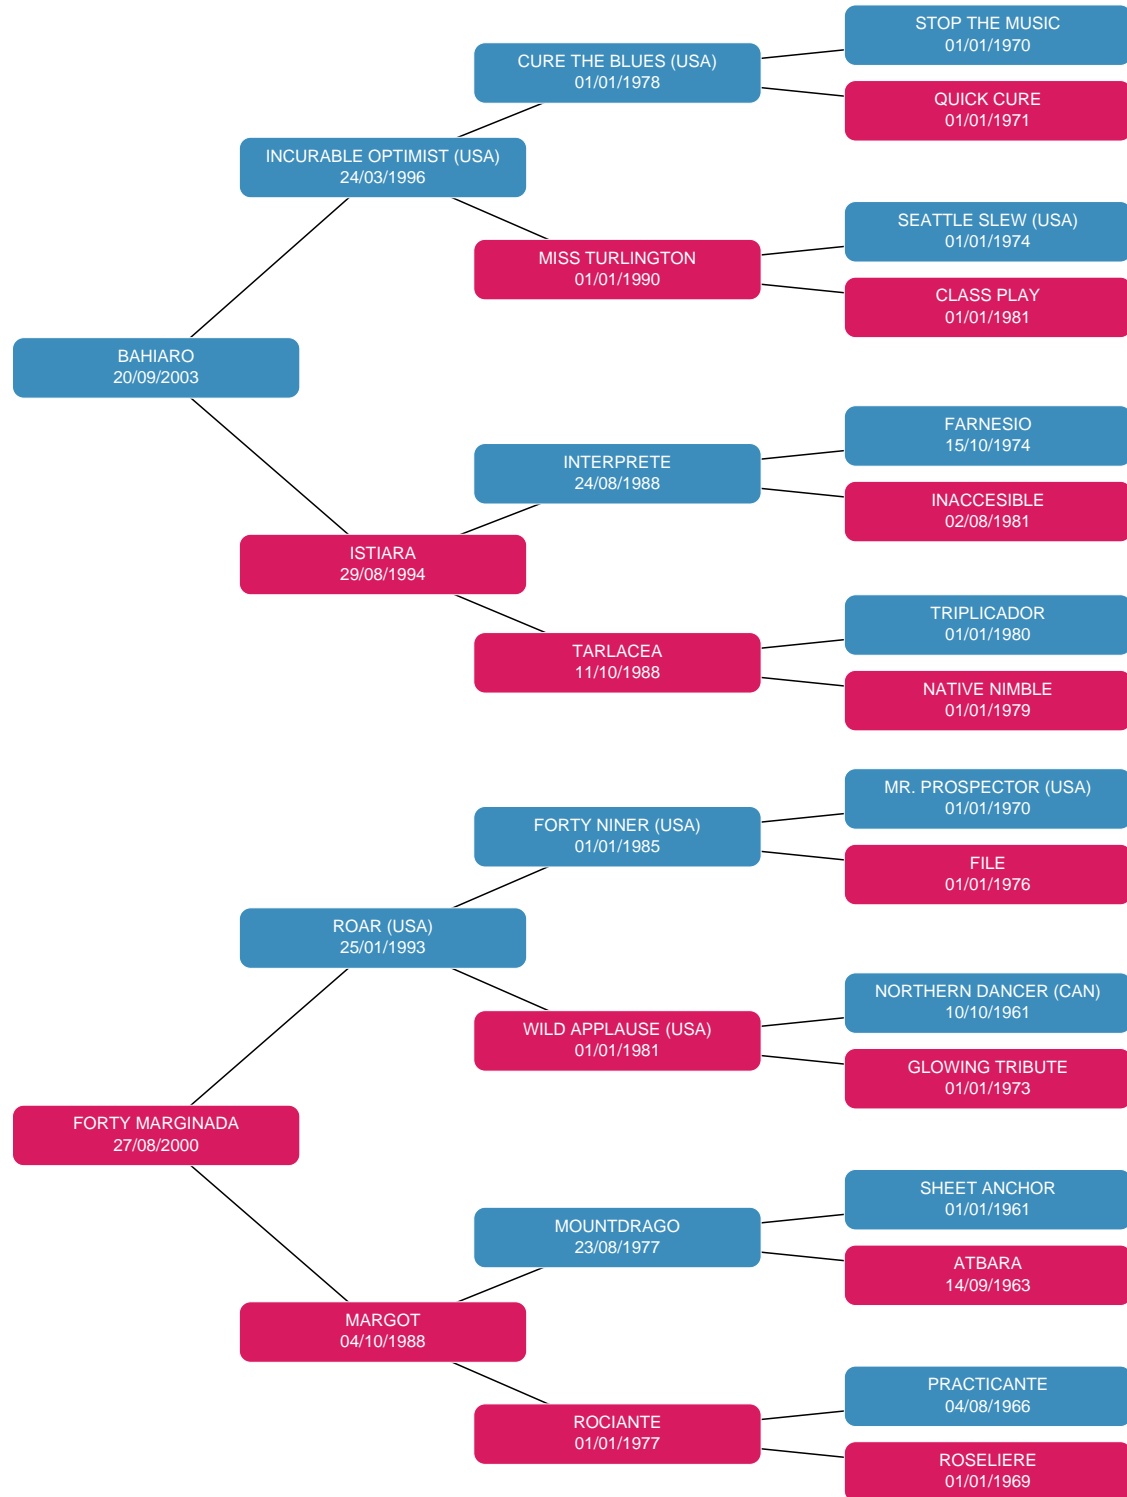 STOP THE MUSIC
01/01/1970
CURE THE BLUES (USA)
01/01/1978
QUICK CURE
01/01/1971
INCURABLE OPTIMIST (USA)
24/03/1996
SEATTLE SLEW (USA)
01/01/1974
MISS TURLINGTON
01/01/1990
CLASS PLAY
01/01/1981
BAHIARO
20/09/2003
FARNESIO
15/10/1974
INTERPRETE
24/08/1988
INACCESIBLE
02/08/1981
ISTIARA
29/08/1994
TRIPLICADOR
01/01/1980
TARLACEA
11/10/1988
NATIVE NIMBLE
01/01/1979
MR. PROSPECTOR (USA)
01/01/1970
FORTY NINER (USA)
01/01/1985
FILE
01/01/1976
ROAR (USA)
25/01/1993
NORTHERN DANCER (CAN)
10/10/1961
WILD APPLAUSE (USA)
01/01/1981
GLOWING TRIBUTE
01/01/1973
FORTY MARGINADA
27/08/2000
SHEET ANCHOR
01/01/1961
MOUNTDRAGO
23/08/1977
ATBARA
14/09/1963
MARGOT
04/10/1988
PRACTICANTE
04/08/1966
ROCIANTE
01/01/1977
ROSELIERE
01/01/1969